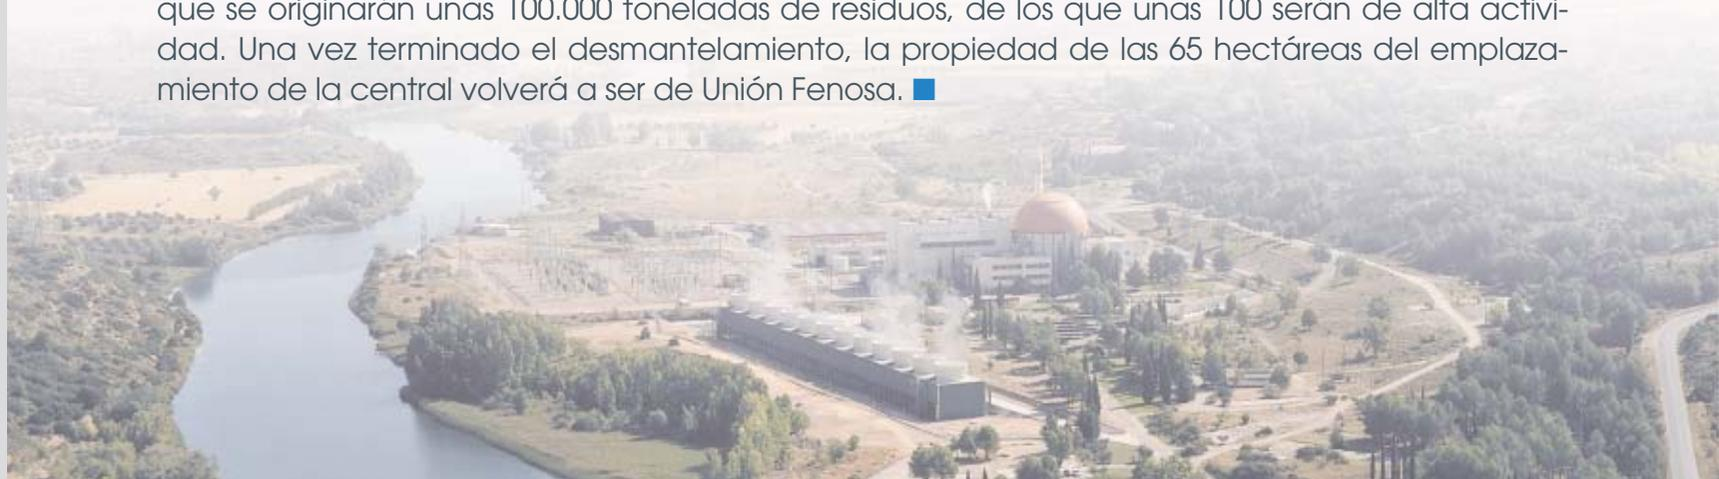 que se originarán unas 100.000 toneladas de residuos, de los que unas 100 serán de alta activi-
dad. Una vez terminado el desmantelamiento, la propiedad de las 65 hectáreas del emplaza-
miento de la central volverá a ser de Unión Fenosa.